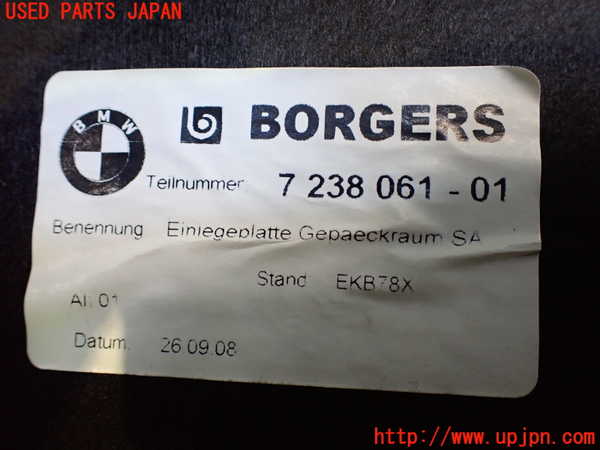 USED PARTS JAPAN
BMW
BORGERS
Teilnummer 7 238 061 - 01
Benennung Einlegeplatte Gepaeckraum SA
Stand EKB78X
AI: 01
Datum: 26.09.08
http://www.upjpn.com/